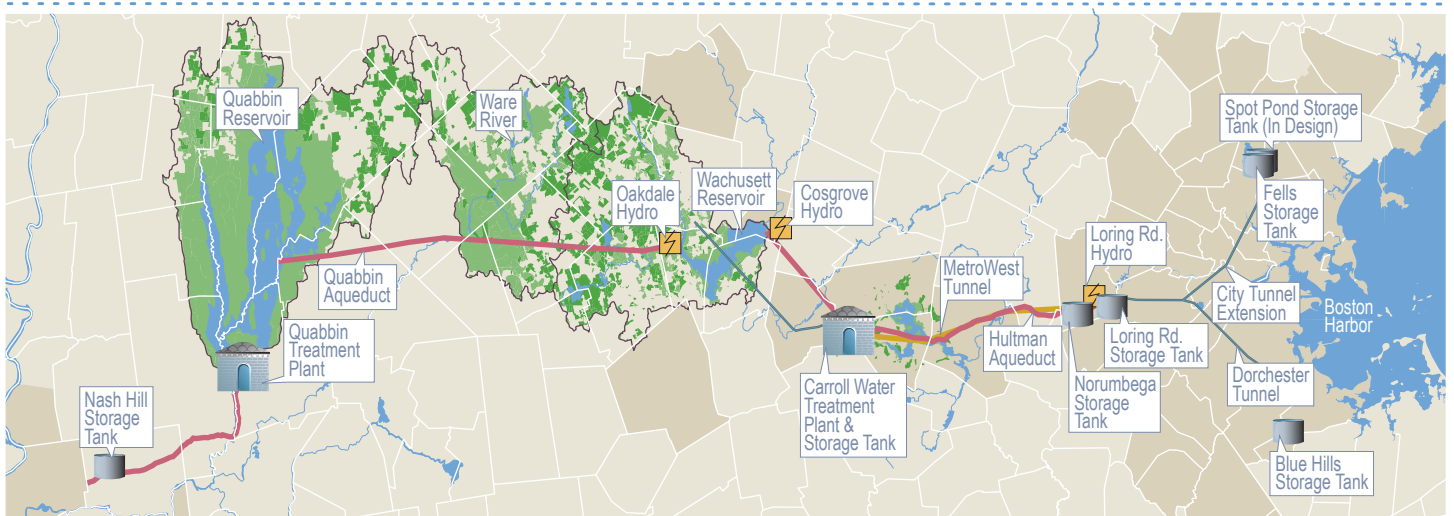 Quabbin
Reservoir
Ware
River
Oakdale
Hydro
Wachusett
Reservoir
Cosgrove
Hydro
Spot Pond Storage
Tank (In Design)
Fells
Storage
Tank
Loring Rd.
Hydro
MetroWest
Tunnel
City Tunnel
Extension
Boston
Harbor
Quabbin
Aqueduct
Quabbin
Treatment
Plant
Hultman
Aqueduct
Loring Rd.
Storage Tank
Dorchester
Tunnel
Norumbega
Storage
Tank
Carroll Water
Treatment
Plant &
Storage Tank
Nash Hill
Storage
Tank
Blue Hills
Storage Tank